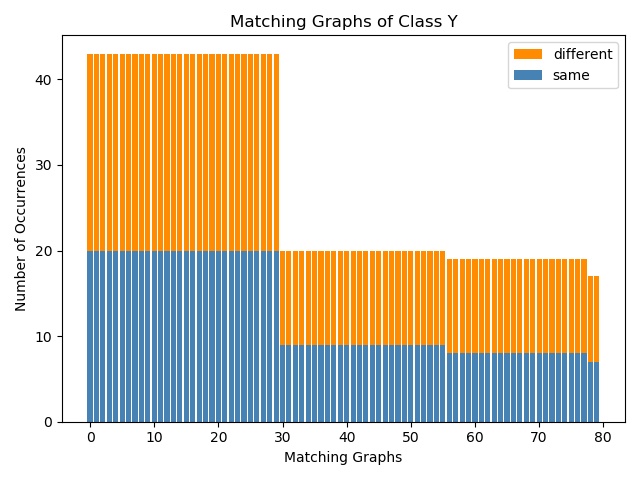 Matching Graphs of Class Y
different
same
Number of Occurrences
40
30
20
10
0
0 10 20 30 40 50 60 70 80
Matching Graphs